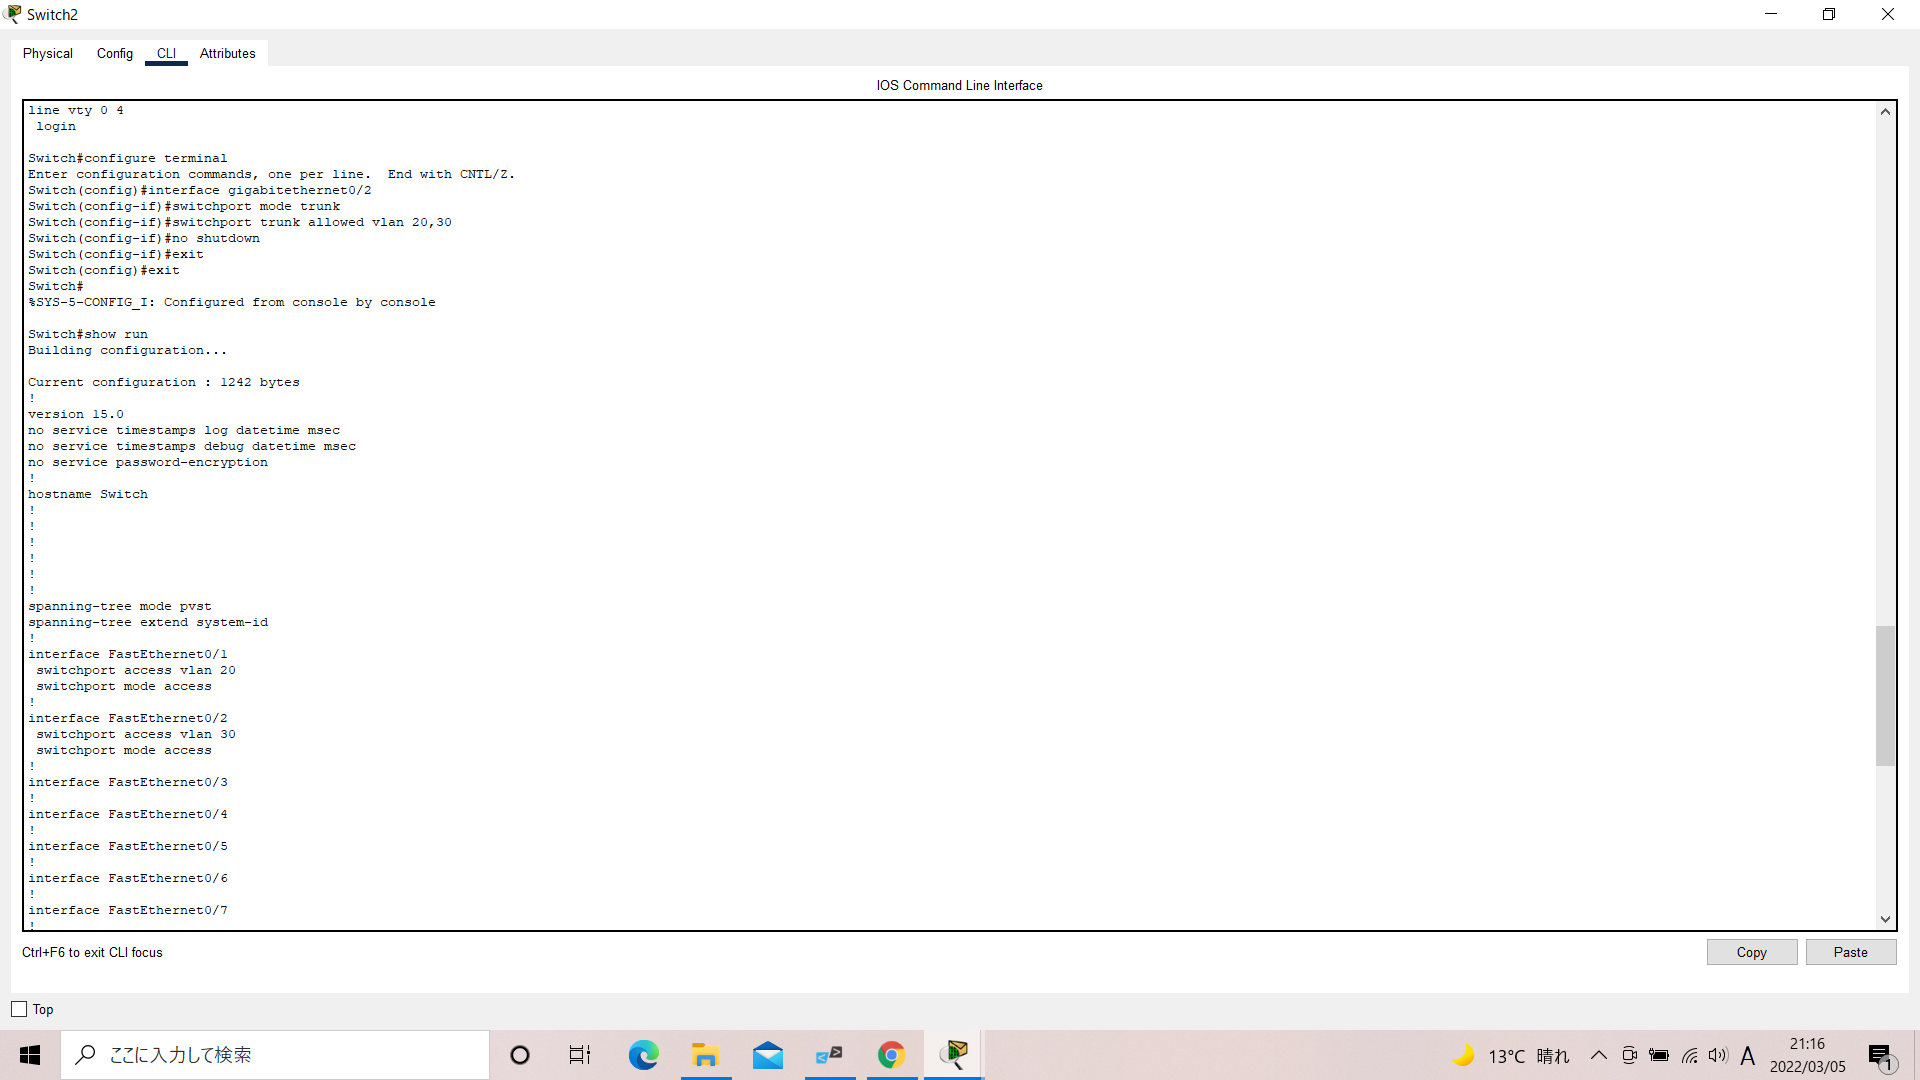 Switch2
Physical Config CLI Attributes
IOS Command Line Interface
line vty 0 4
login
Switch#configure terminal
Enter configuration commands, one per line. End with CNTL/Z.
Switch(config)#interface gigabitethernet0/2
Switch(config-if)#switchport mode trunk
Switch(config-if)#switchport trunk allowed vlan 20,30
Switch(config-if)#no shutdown
Switch(config-if)#exit
Switch(config)#exit
Switch#
%SYS-5-CONFIG_I: Configured from console by console
Switch#show run
Building configuration...
Current configuration : 1242 bytes
!
version 15.0
no service timestamps log datetime msec
no service timestamps debug datetime msec
no service password-encryption
!
hostname Switch
!
!
!
!
!
!
spanning-tree mode pvst
spanning-tree extend system-id
!
interface FastEthernet0/1
switchport access vlan 20
switchport mode access
!
interface FastEthernet0/2
switchport access vlan 30
switchport mode access
!
interface FastEthernet0/3
!
interface FastEthernet0/4
!
interface FastEthernet0/5
!
interface FastEthernet0/6
!
interface FastEthernet0/7
!
Ctrl+F6 to exit CLI focus
Copy Paste
Top
ここに入力して検索
13°C 晴れ
A
21:16
2022/03/05
1